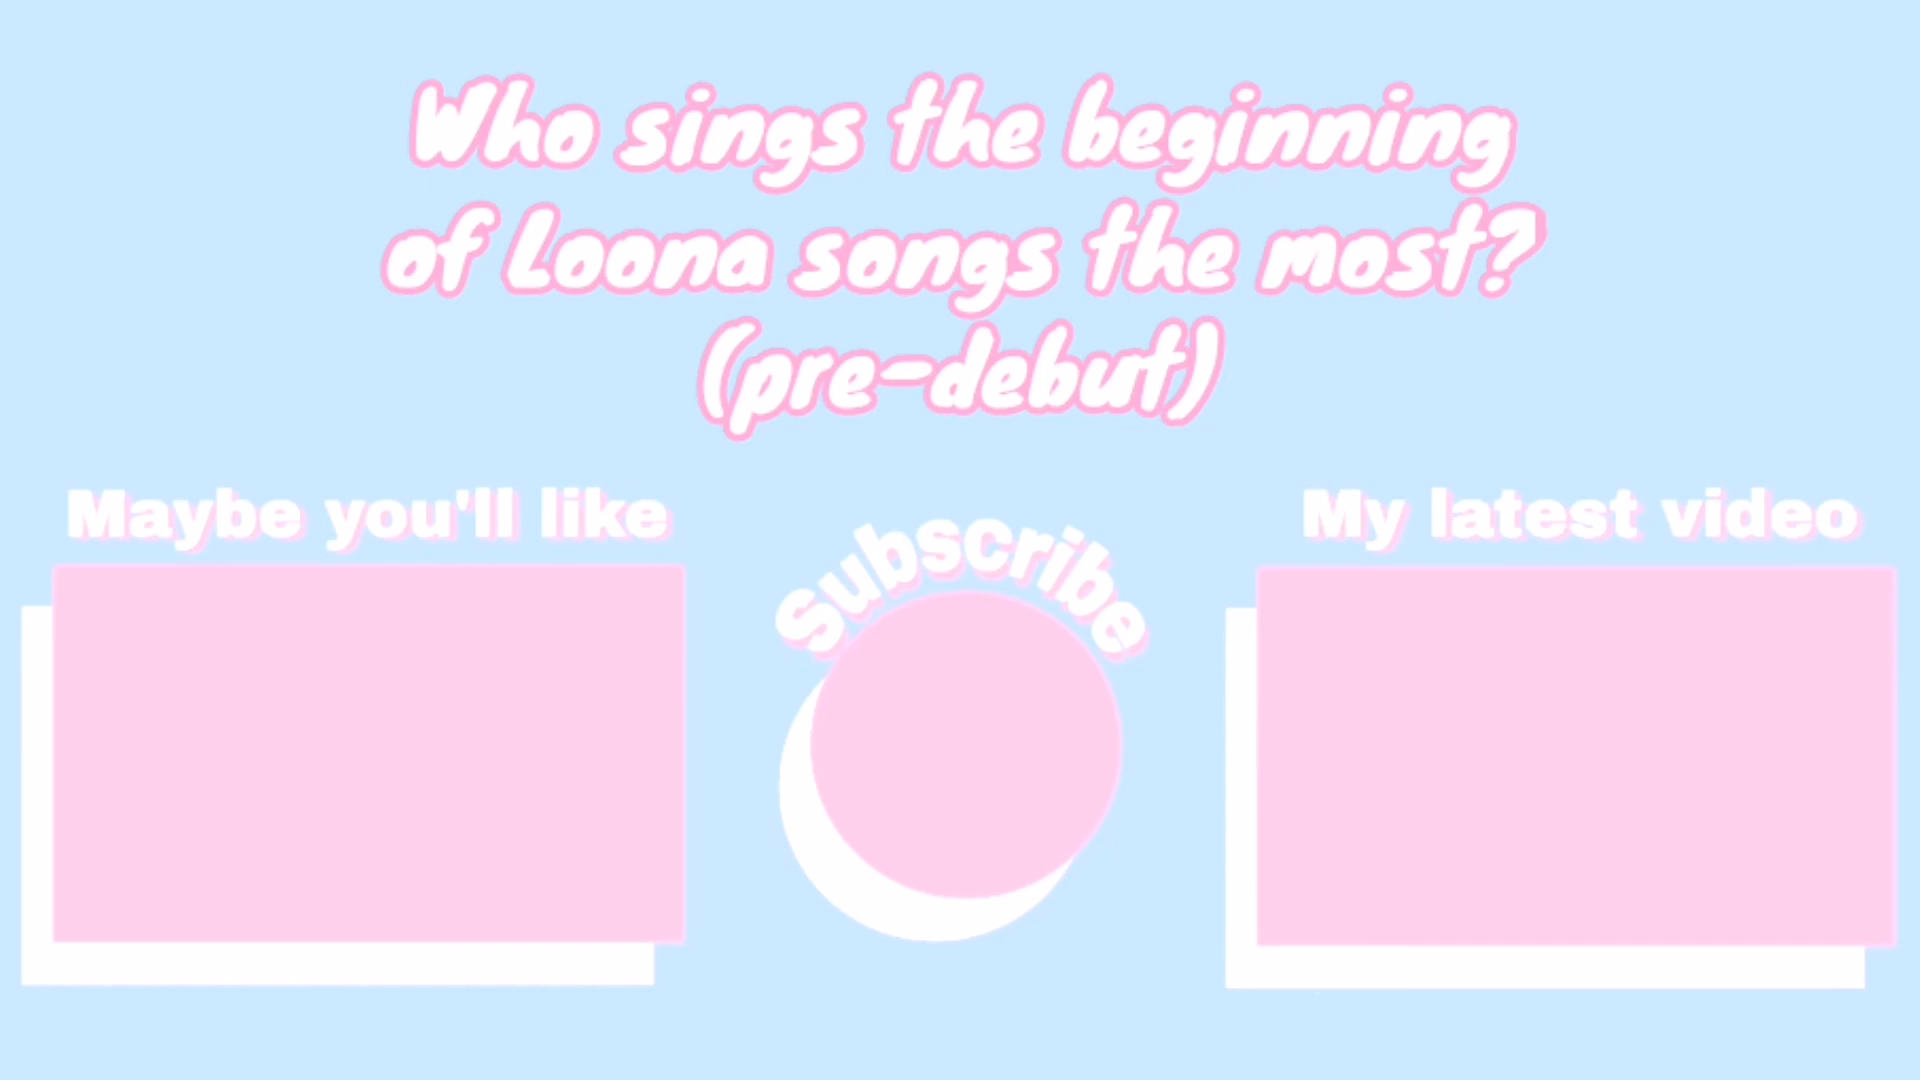 Who sings the beginning
of Loona songs the most?
(pre-debut)
Maybe you'll like
Subscribe
My latest video